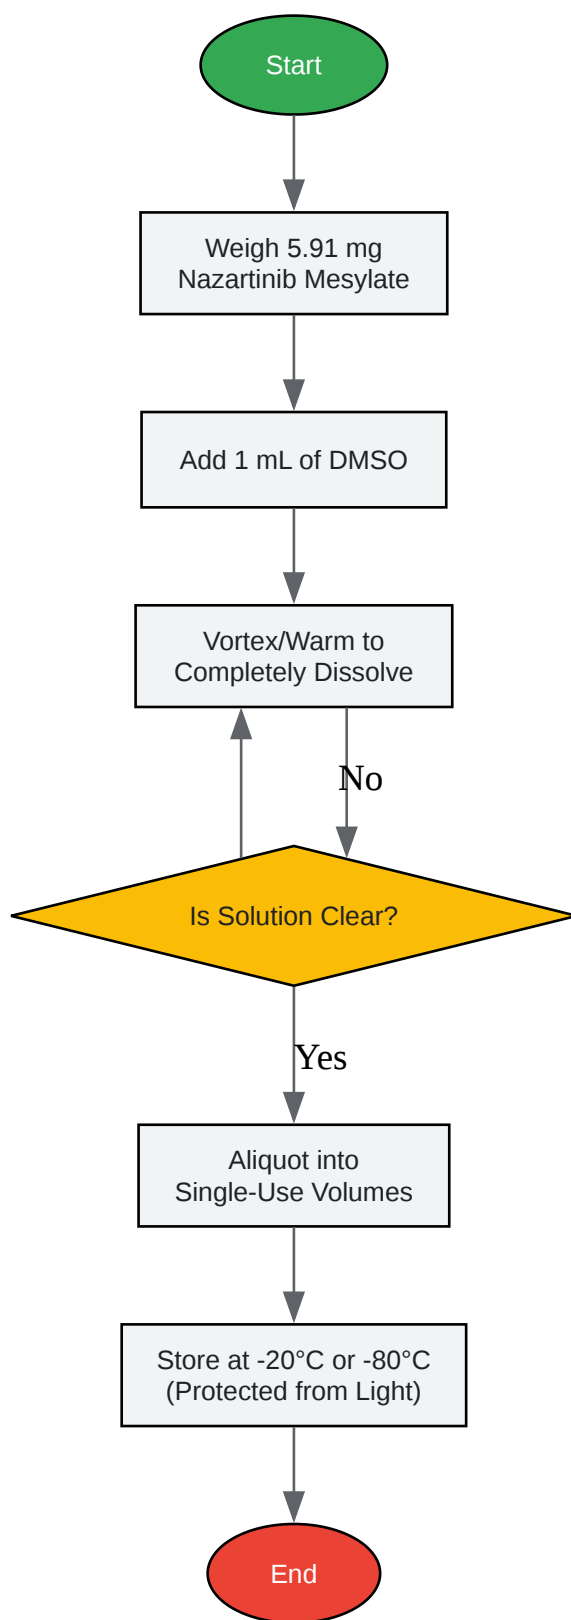 Start
Weigh 5.91 mg
Nazartinib Mesylate
Add 1 mL of DMSO
Vortex/Warm to
Completely Dissolve
No
Is Solution Clear?
Yes
Aliquot into
Single-Use Volumes
Store at -20°C or -80°C
(Protected from Light)
End